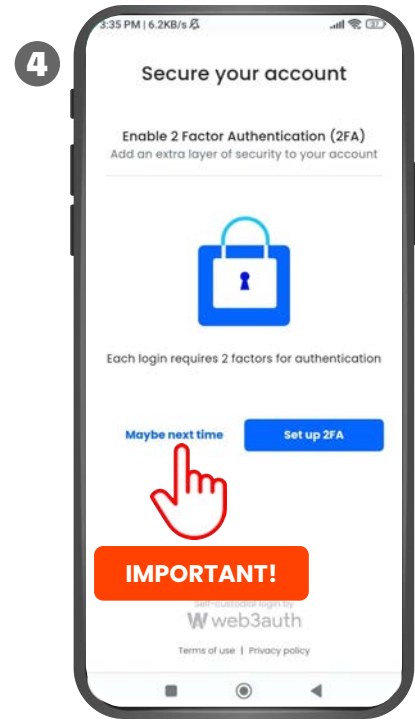 4
3:35 PM | 6.2KB/s
37
Secure your account
Enable 2 Factor Authentication (2FA)
Add an extra layer of security to your account
Each login requires 2 factors for authentication
Maybe next time
Set up 2FA
IMPORTANT!
Self-custodial login by
web3auth
Terms of use | Privacy policy